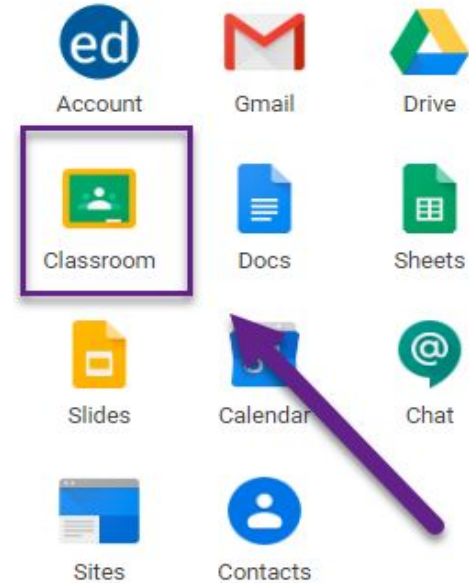 ed
Account Gmail Drive
Classroom Docs Sheets
@
Slides Calendar Chat
Sites Contacts